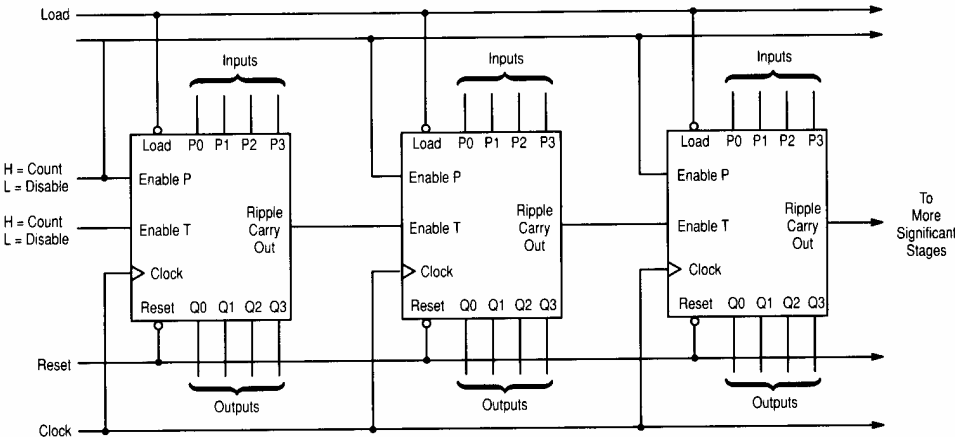 Load
Inputs
Inputs
Inputs
Load P0 P1 P2 P3
Load P0 P1 P2 P3
Load P0 P1 P2 P3
H = Count
L = Disable
Enable P
Enable P
Enable P
H = Count
L = Disable
Enable T
Ripple
Carry
Out
Enable T
Ripple
Carry
Out
Enable T
Ripple
Carry
Out
To
More
Significant
Stages
Clock
Clock
Clock
Reset Q0 Q1 Q2 Q3
Reset Q0 Q1 Q2 Q3
Reset Q0 Q1 Q2 Q3
Reset
Outputs
Outputs
Outputs
Clock